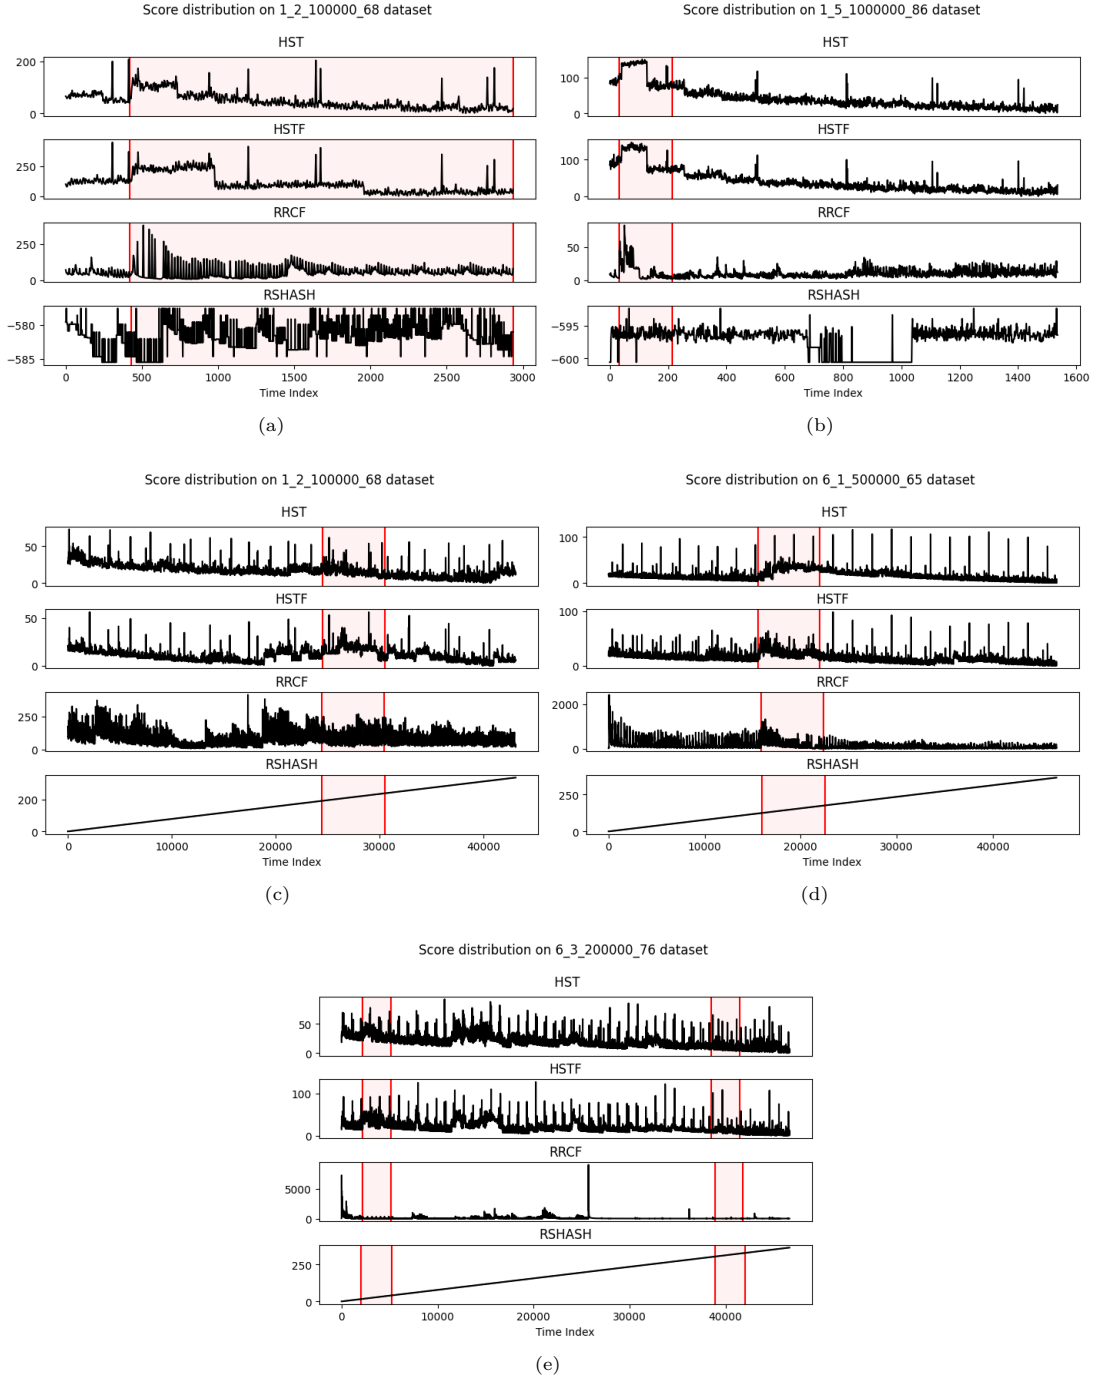 Score distribution on 1_2_100000_68 dataset
HST
200
0
HSTF
250
0
RRCF
250
0
RSHASH
−580
−585
0 500 1000 1500 2000 2500 3000
Time Index
(a)
Score distribution on 1_5_1000000_86 dataset
HST
100
0
HSTF
100
0
RRCF
50
0
RSHASH
−595
−600
0 200 400 600 800 1000 1200 1400 1600
Time Index
(b)
Score distribution on 1_2_100000_68 dataset
HST
50
0
HSTF
50
0
RRCF
250
0
RSHASH
200
0
0 10000 20000 30000 40000
Time Index
(c)
Score distribution on 6_1_500000_65 dataset
HST
100
0
HSTF
100
0
RRCF
2000
0
RSHASH
250
0
0 10000 20000 30000 40000
Time Index
(d)
Score distribution on 6_3_200000_76 dataset
HST
50
0
HSTF
100
0
RRCF
5000
0
RSHASH
250
0
0 10000 20000 30000 40000
Time Index
(e)